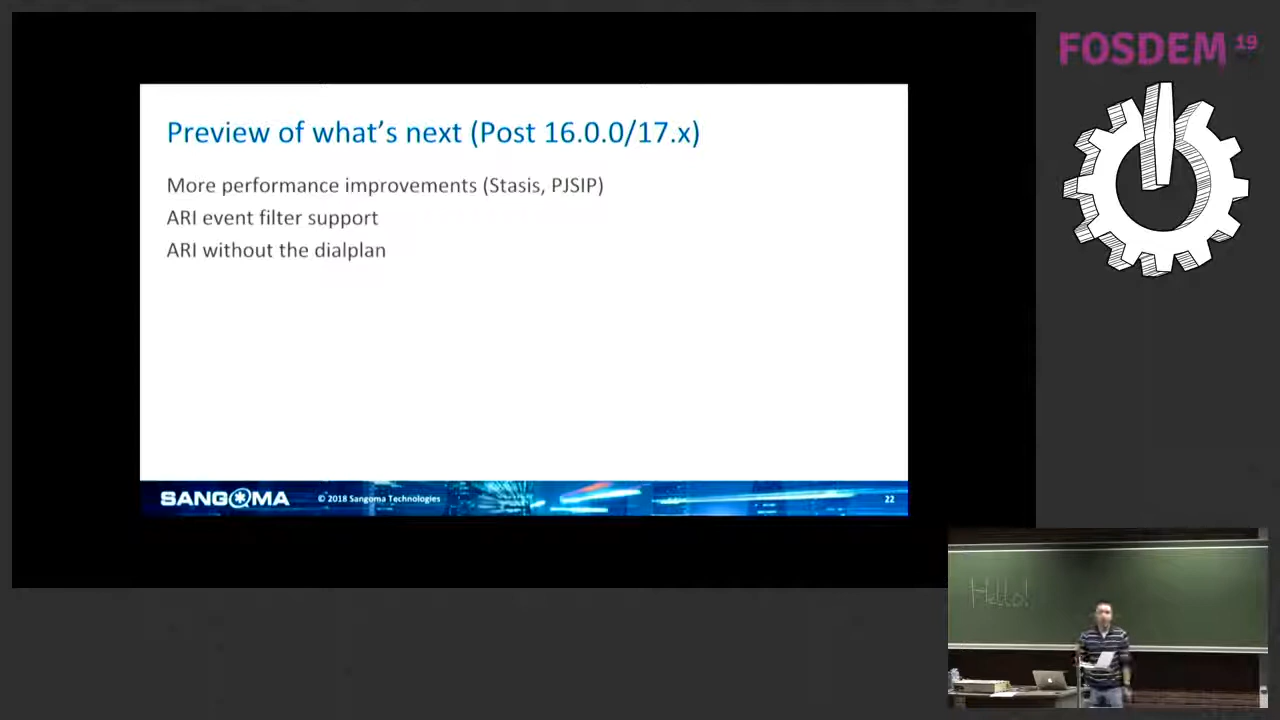 FOSDEM 19
Preview of what's next (Post 16.0.0/17.x)
More performance improvements (Stasis, PJSIP)
ARI event filter support
ARI without the dialplan
SANGOMA
© 2018 Sangoma Technologies
22
Hello!